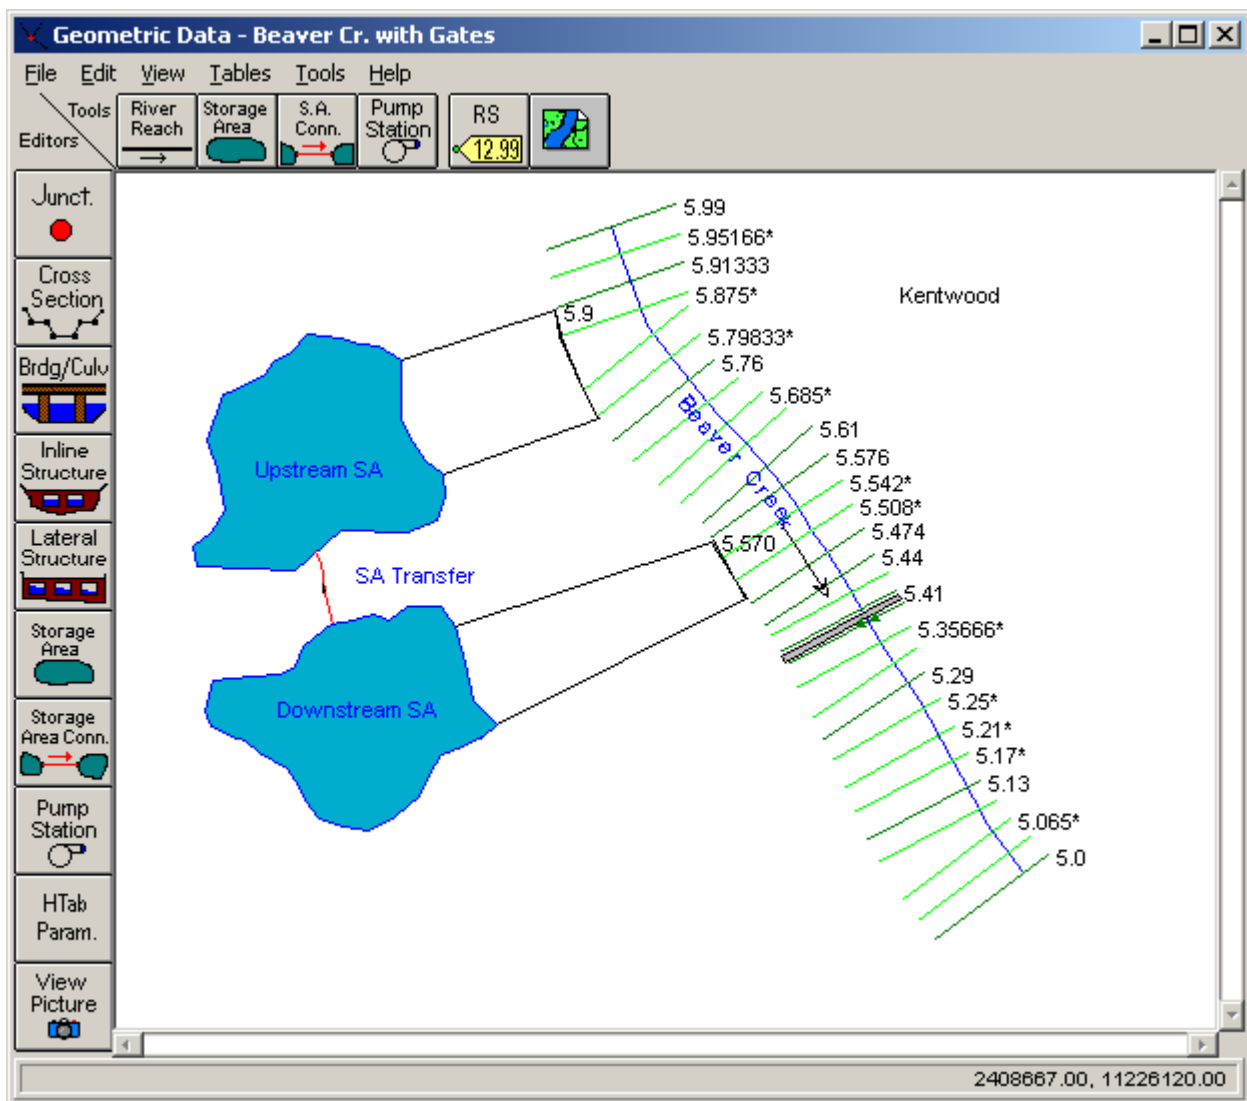 Geometric Data - Beaver Cr. with Gates
File Edit View Tables Tools Help
Tools
Editors
River
Reach
Storage
Area
S.A.
Conn.
Pump
Station
RS
12.99
Junct.
Cross
Section
Brdg/Culv
Inline
Structure
Lateral
Structure
Storage
Area
Storage
Area Conn.
Pump
Station
HTab
Param.
View
Picture
5.99
5.95166*
5.91333
5.875*
Kentwood
5.9
5.79833*
5.76
5.685*
Beaver Creek
5.61
5.576
Upstream SA
5.542*
5.508*
5.474
5.570
5.44
SA Transfer
5.41
5.35666*
5.29
5.25*
Downstream SA
5.21*
5.17*
5.13
5.065*
5.0
2408667.00, 11226120.00